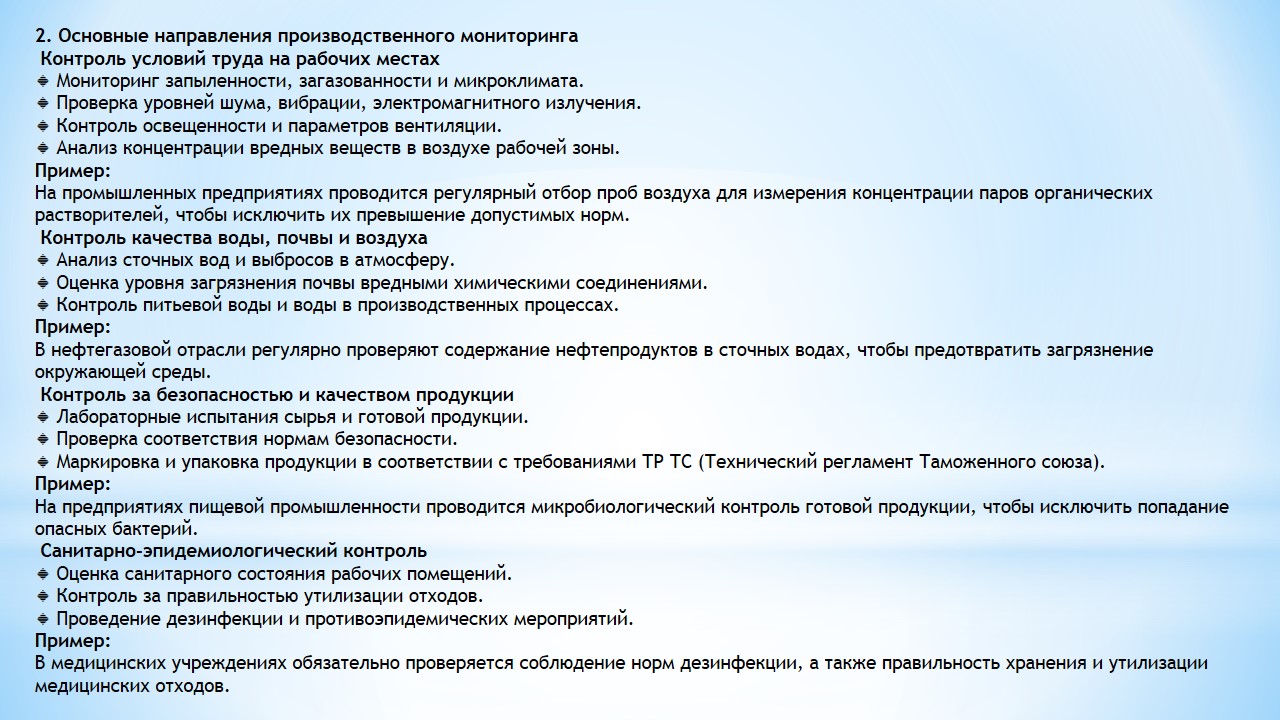 2. Основные направления производственного мониторинга
Контроль условий труда на рабочих местах
🔹 Мониторинг запыленности, загазованности и микроклимата.
🔹 Проверка уровней шума, вибрации, электромагнитного излучения.
🔹 Контроль освещенности и параметров вентиляции.
🔹 Анализ концентрации вредных веществ в воздухе рабочей зоны.
Пример:
На промышленных предприятиях проводится регулярный отбор проб воздуха для измерения концентрации паров органических
растворителей, чтобы исключить их превышение допустимых норм.
Контроль качества воды, почвы и воздуха
🔹 Анализ сточных вод и выбросов в атмосферу.
🔹 Оценка уровня загрязнения почвы вредными химическими соединениями.
🔹 Контроль питьевой воды и воды в производственных процессах.
Пример:
В нефтегазовой отрасли регулярно проверяют содержание нефтепродуктов в сточных водах, чтобы предотвратить загрязнение
окружающей среды.
Контроль за безопасностью и качеством продукции
🔹 Лабораторные испытания сырья и готовой продукции.
🔹 Проверка соответствия нормам безопасности.
🔹 Маркировка и упаковка продукции в соответствии с требованиями ТР ТС (Технический регламент Таможенного союза).
Пример:
На предприятиях пищевой промышленности проводится микробиологический контроль готовой продукции, чтобы исключить попадание
опасных бактерий.
Санитарно-эпидемиологический контроль
🔹 Оценка санитарного состояния рабочих помещений.
🔹 Контроль за правильностью утилизации отходов.
🔹 Проведение дезинфекции и противоэпидемических мероприятий.
Пример:
В медицинских учреждениях обязательно проверяется соблюдение норм дезинфекции, а также правильность хранения и утилизации
медицинских отходов.